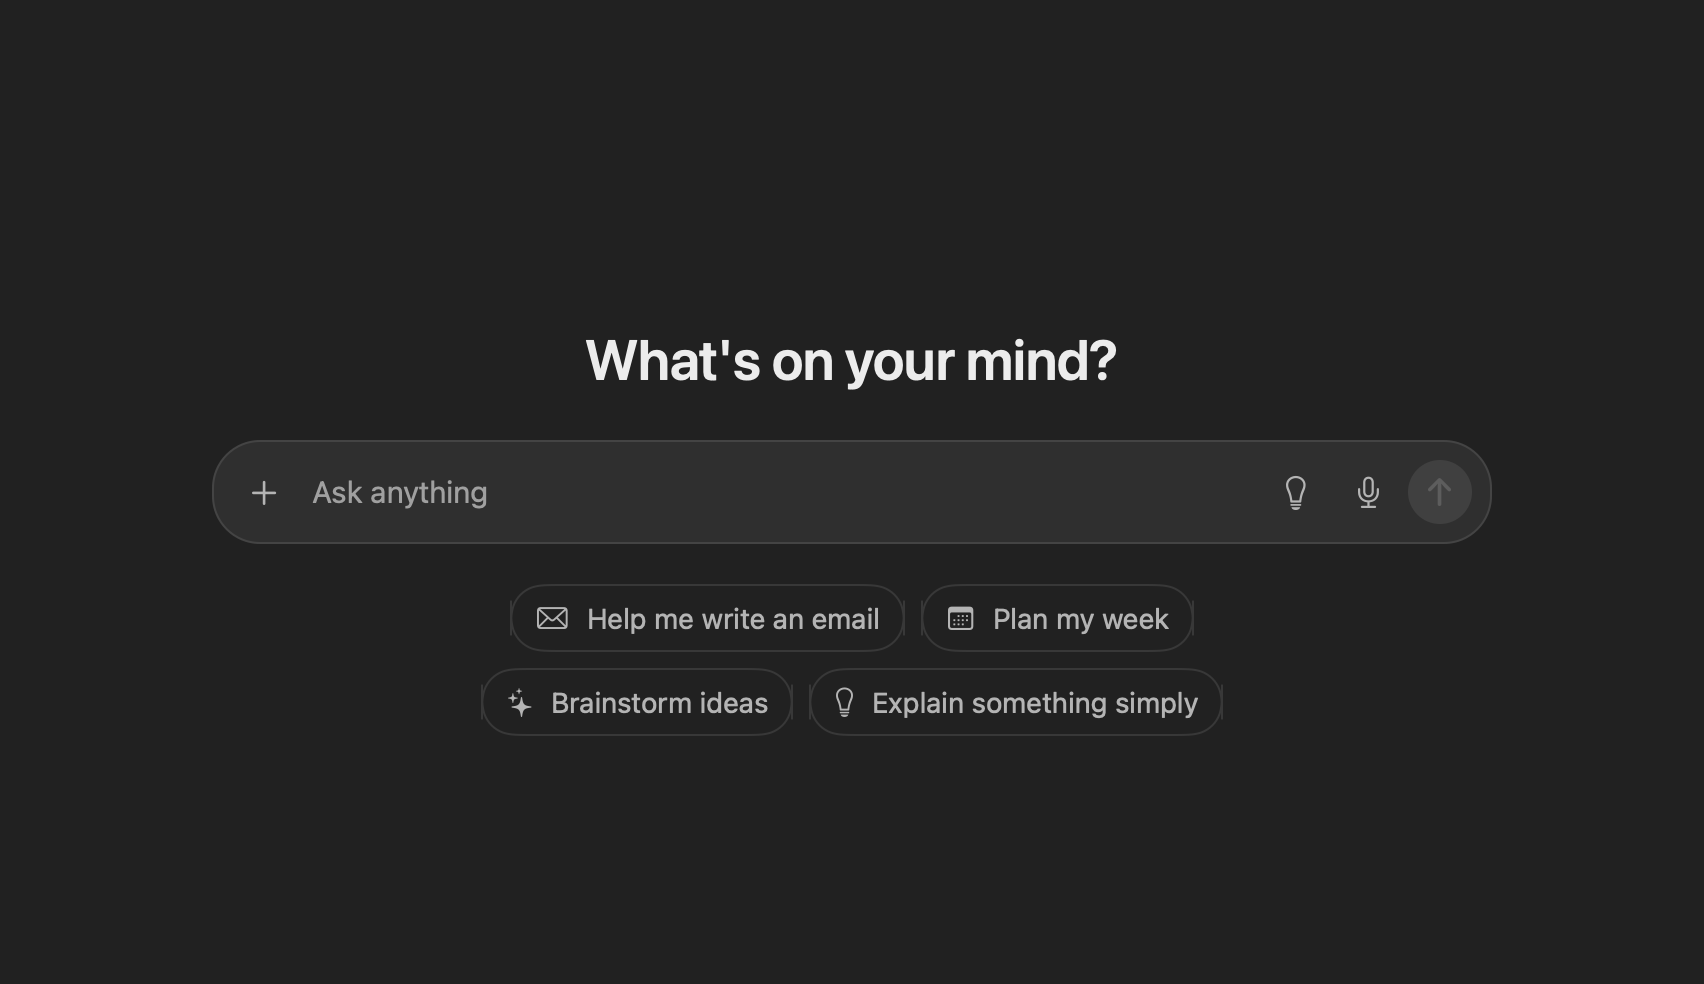 What's on your mind?
Ask anything
Help me write an email
Plan my week
Brainstorm ideas
Explain something simply